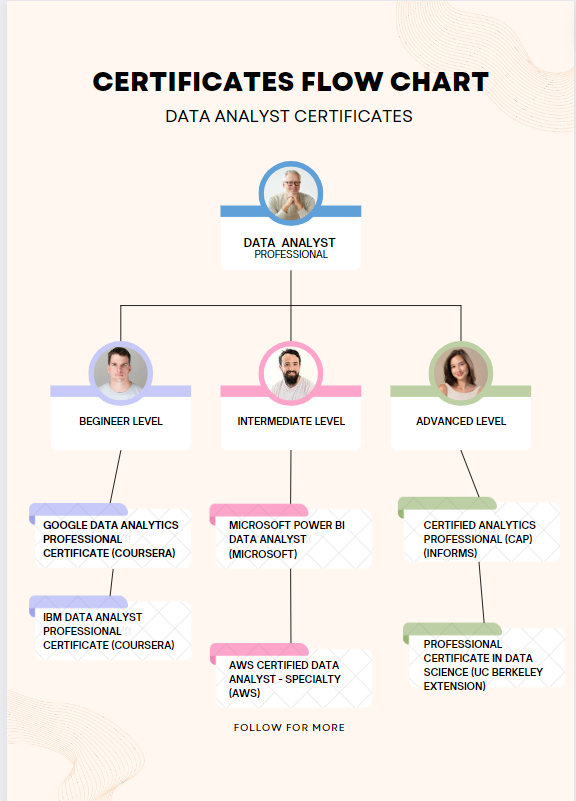 CERTIFICATES FLOW CHART
DATA ANALYST CERTIFICATES
DATA ANALYST
PROFESSIONAL
BEGINEER LEVEL
INTERMEDIATE LEVEL
ADVANCED LEVEL
GOOGLE DATA ANALYTICS
PROFESSIONAL
CERTIFICATE (COURSERA)
MICROSOFT POWER BI
DATA ANALYST
(MICROSOFT)
CERTIFIED ANALYTICS
PROFESSIONAL (CAP)
(INFORMS)
IBM DATA ANALYST
PROFESSIONAL
CERTIFICATE (COURSERA)
AWS CERTIFIED DATA
ANALYST - SPECIALTY
(AWS)
PROFESSIONAL
CERTIFICATE IN DATA
SCIENCE (UC BERKELEY
EXTENSION)
FOLLOW FOR MORE